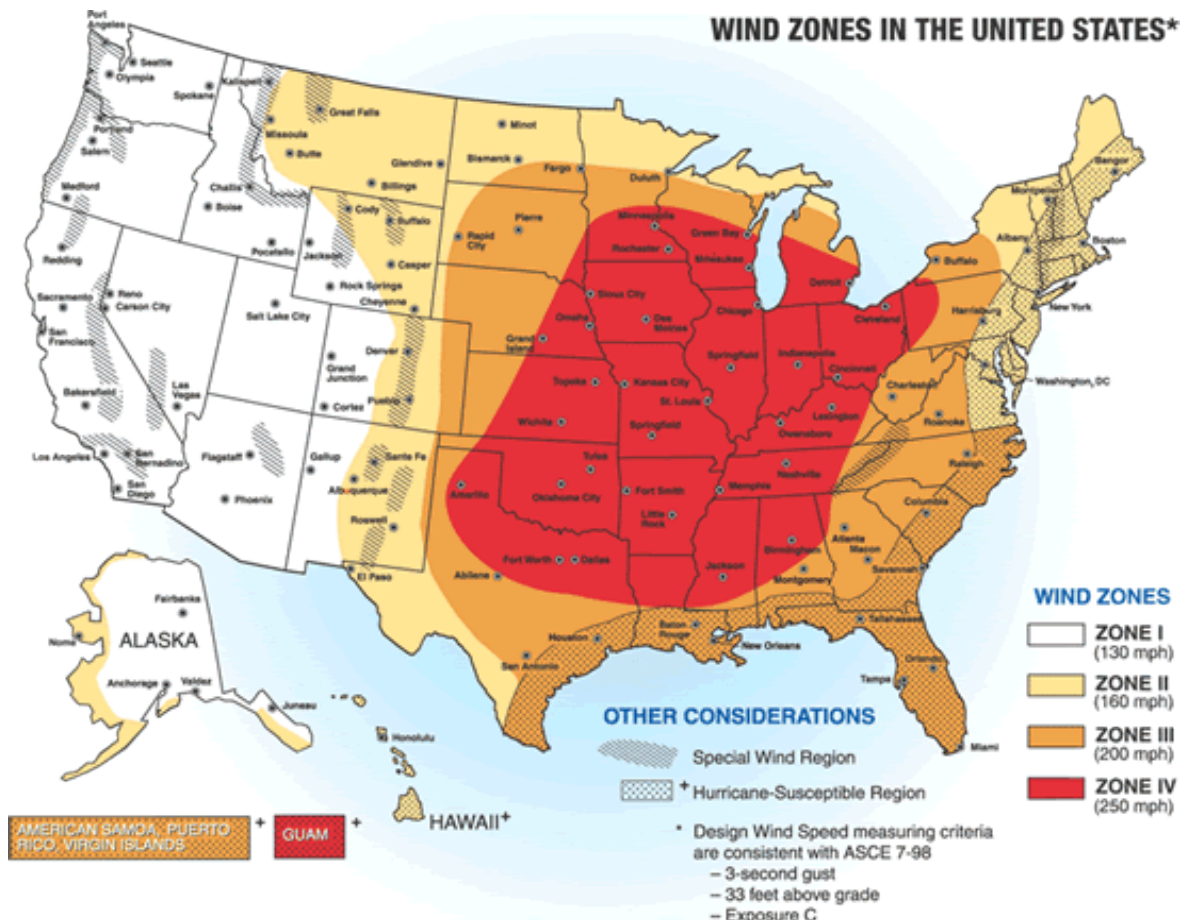 WIND ZONES IN THE UNITED STATES*
Port
Angeles
Seattle
Olympia
Spokane
Kalispell
Great Falls
Minot
Portland
Salem
Missoula
Butte
Glendive
Bismarck
Fargo
Duluth
Bangor
Montpelier
Medford
Challis
Boise
Billings
Cody
Buffalo
Pierre
Rapid
City
Minneapolis
Rochester
Green Bay
Milwaukee
Albany
Boston
Buffalo
Redding
Pocatello
Jackson
Casper
Rock Springs
Cheyenne
Sioux City
Detroit
Sacramento
Reno
Carson City
Salt Lake City
Omaha
Des
Moines
Chicago
Cleveland
Harrisburg
New York
San
Francisco
Grand
Island
Denver
Grand
Junction
Springfield
Indianapolis
Cincinnati
Washington, DC
Bakersfield
Las
Vegas
Cortez
Pueblo
Topeka
Kansas City
St. Louis
Charleston
Lexington
Roanoke
Wichita
Springfield
Owensboro
Los Angeles
San
Bernadino
San
Diego
Flagstaff
Gallup
Sante Fe
Albuquerque
Tulsa
Nashville
Raleigh
Phoenix
Amarillo
Oklahoma City
Fort Smith
Memphis
Roswell
Little
Rock
Columbia
Atlanta
Macon
Birmingham
El Paso
Abilene
Fort Worth
Dallas
Jackson
Montgomery
Savannah
Houston
Baton
Rouge
New Orleans
Tallahassee
San Antonio
Orlando
Tampa
Miami
Fairbanks
Nome
ALASKA
Anchorage
Valdez
Juneau
Honolulu
HAWAII+
AMERICAN SAMOA, PUERTO
RICO, VIRGIN ISLANDS
+
GUAM
+
WIND ZONES
ZONE I
(130 mph)
ZONE II
(160 mph)
ZONE III
(200 mph)
ZONE IV
(250 mph)
OTHER CONSIDERATIONS
Special Wind Region
+ Hurricane-Susceptible Region
* Design Wind Speed measuring criteria
are consistent with ASCE 7-98
– 3-second gust
– 33 feet above grade
– Exposure C